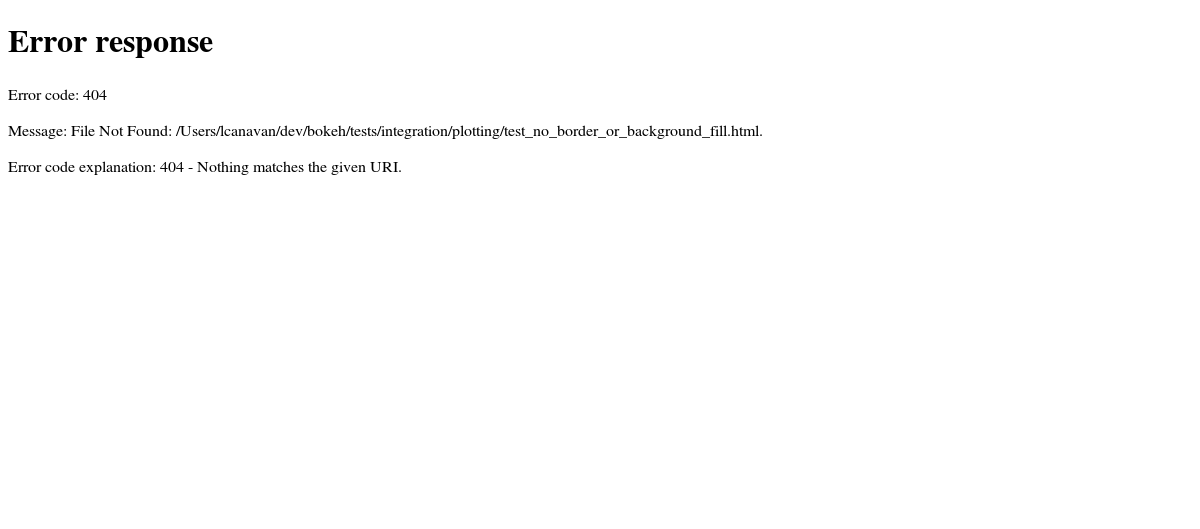 Error response
Error code: 404
Message: File Not Found: /Users/lcanavan/dev/bokeh/tests/integration/plotting/test_no_border_or_background_fill.html.
Error code explanation: 404 - Nothing matches the given URI.